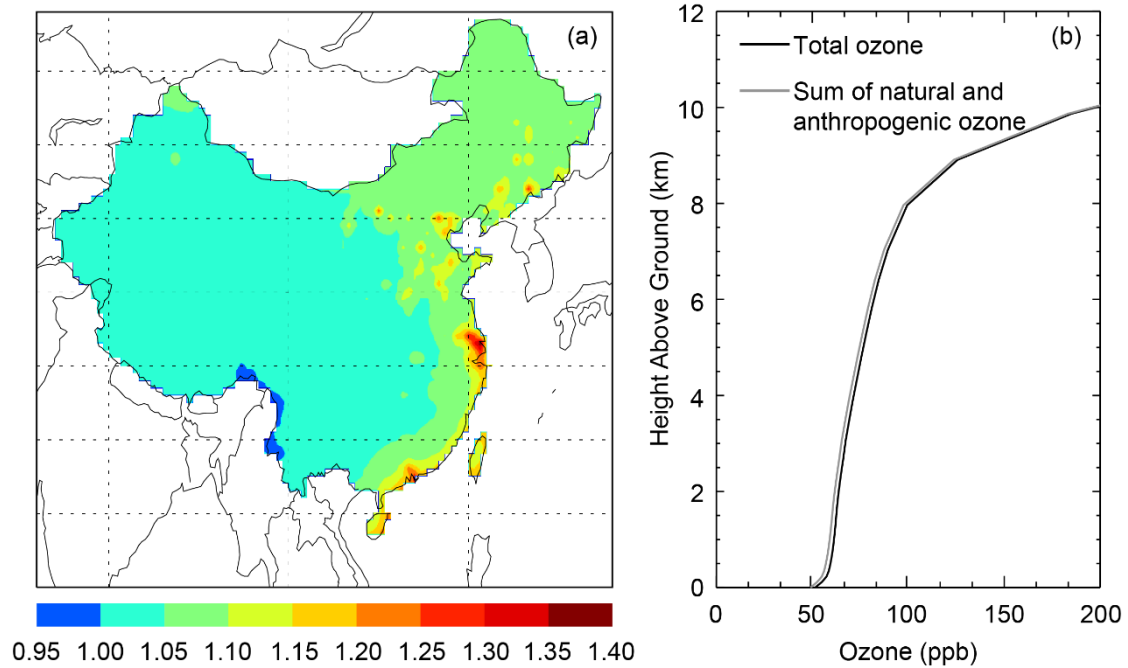 (a)
0.95 1.00 1.05 1.10 1.15 1.20 1.25 1.30 1.35 1.40
(b)
Total ozone
Sum of natural and
anthropogenic ozone
12
10
8
6
4
2
0
Height Above Ground (km)
0 50 100 150 200
Ozone (ppb)